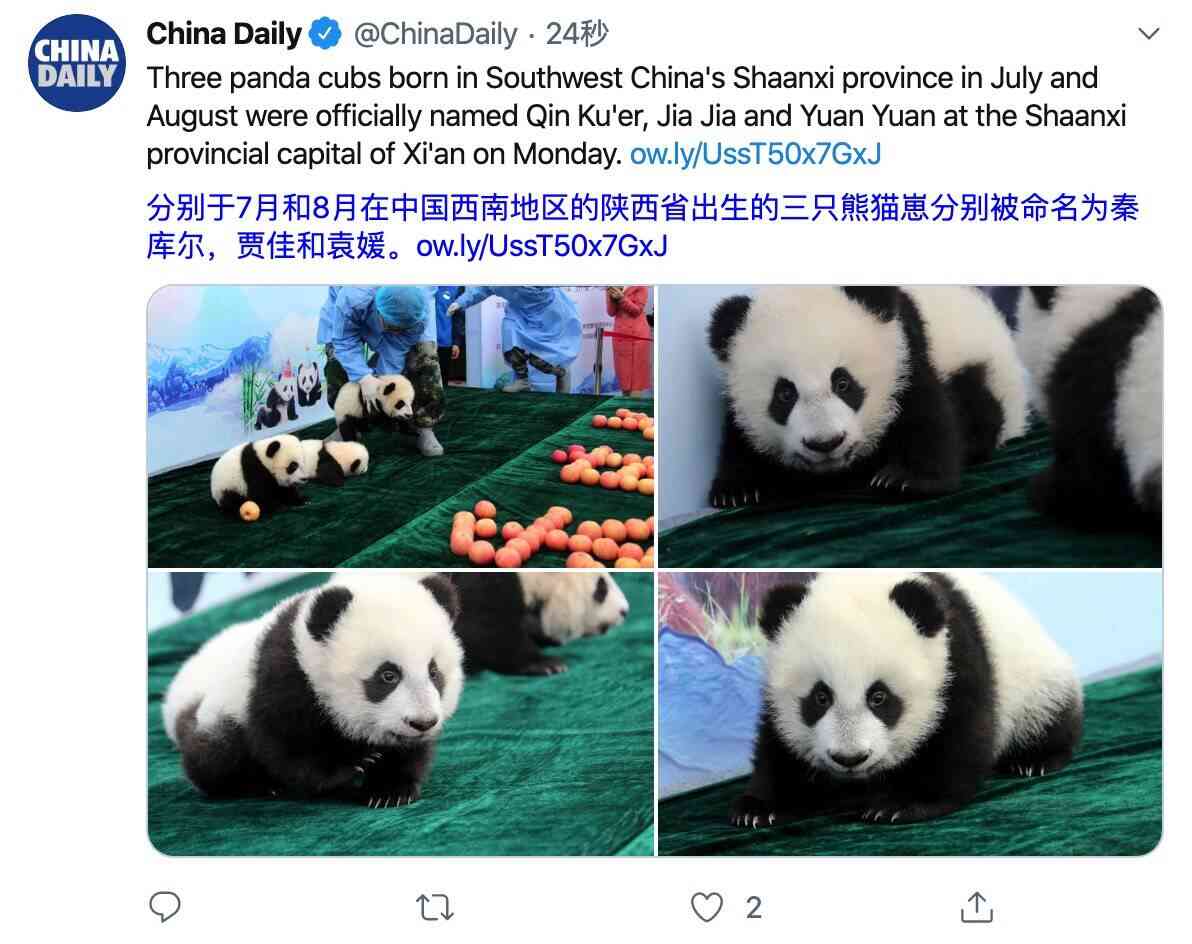 CHINA
DAILY
China Daily @ChinaDaily · 24秒
Three panda cubs born in Southwest China's Shaanxi province in July and
August were officially named Qin Ku'er, Jia Jia and Yuan Yuan at the Shaanxi
provincial capital of Xi'an on Monday. ow.ly/UssT50x7GxJ
分别于7月和8月在中国西南地区的陕西省出生的三只熊猫崽分别被命名为秦
库尔，贾佳和袁媛。ow.ly/UssT50x7GxJ
2